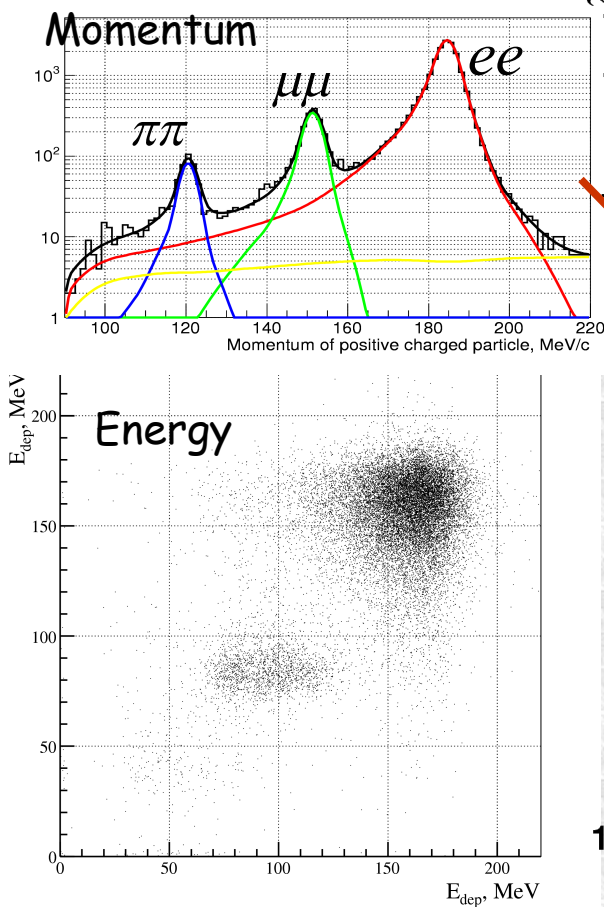 Momentum
ee
μμ
ππ
10³
10²
10
1
100 120 140 160 180 200 220
Momentum of positive charged particle, MeV/c
E_dep, MeV
Energy
200
150
100
50
0
0 50 100 150 200
E_dep, MeV
1